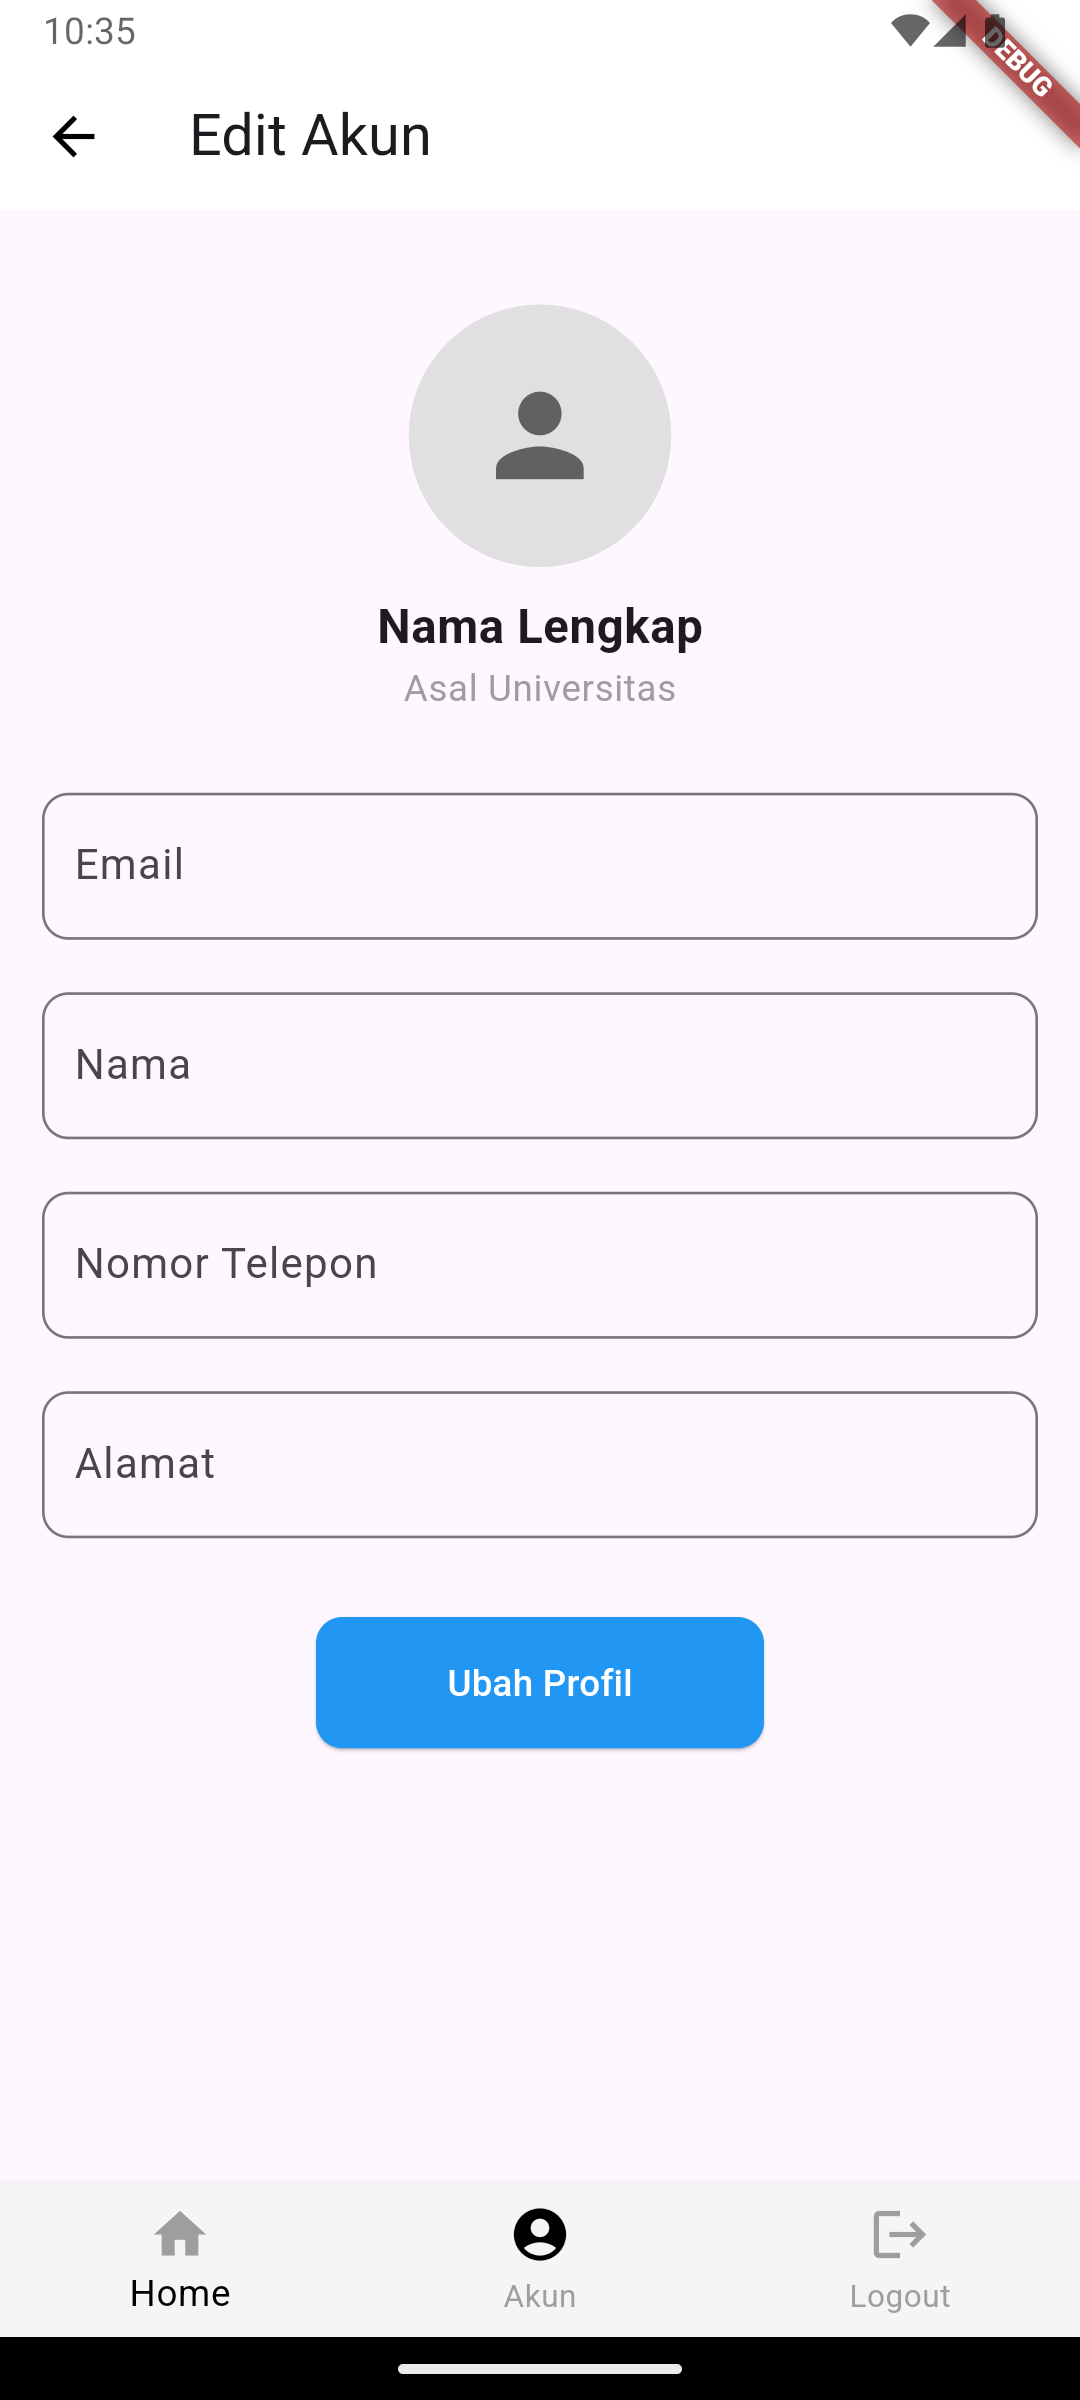 10:35
DEBUG
Edit Akun
Nama Lengkap
Asal Universitas
Email
Nama
Nomor Telepon
Alamat
Ubah Profil
Home
Akun
Logout